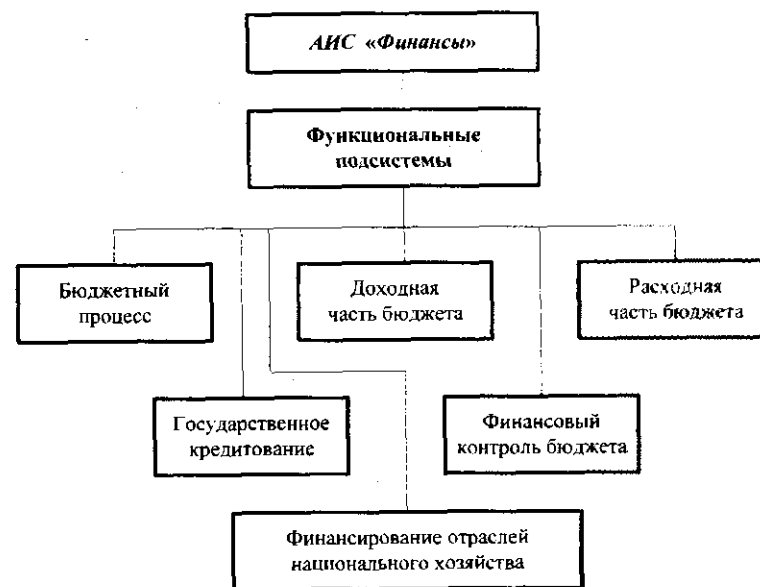 АИС «Финансы»
Функциональные
подсистемы
Бюджетный
процесс
Доходная
часть бюджета
Расходная
часть бюджета
Государственное
кредитование
Финансовый
контроль бюджета
Финансирование отраслей
национального хозяйства